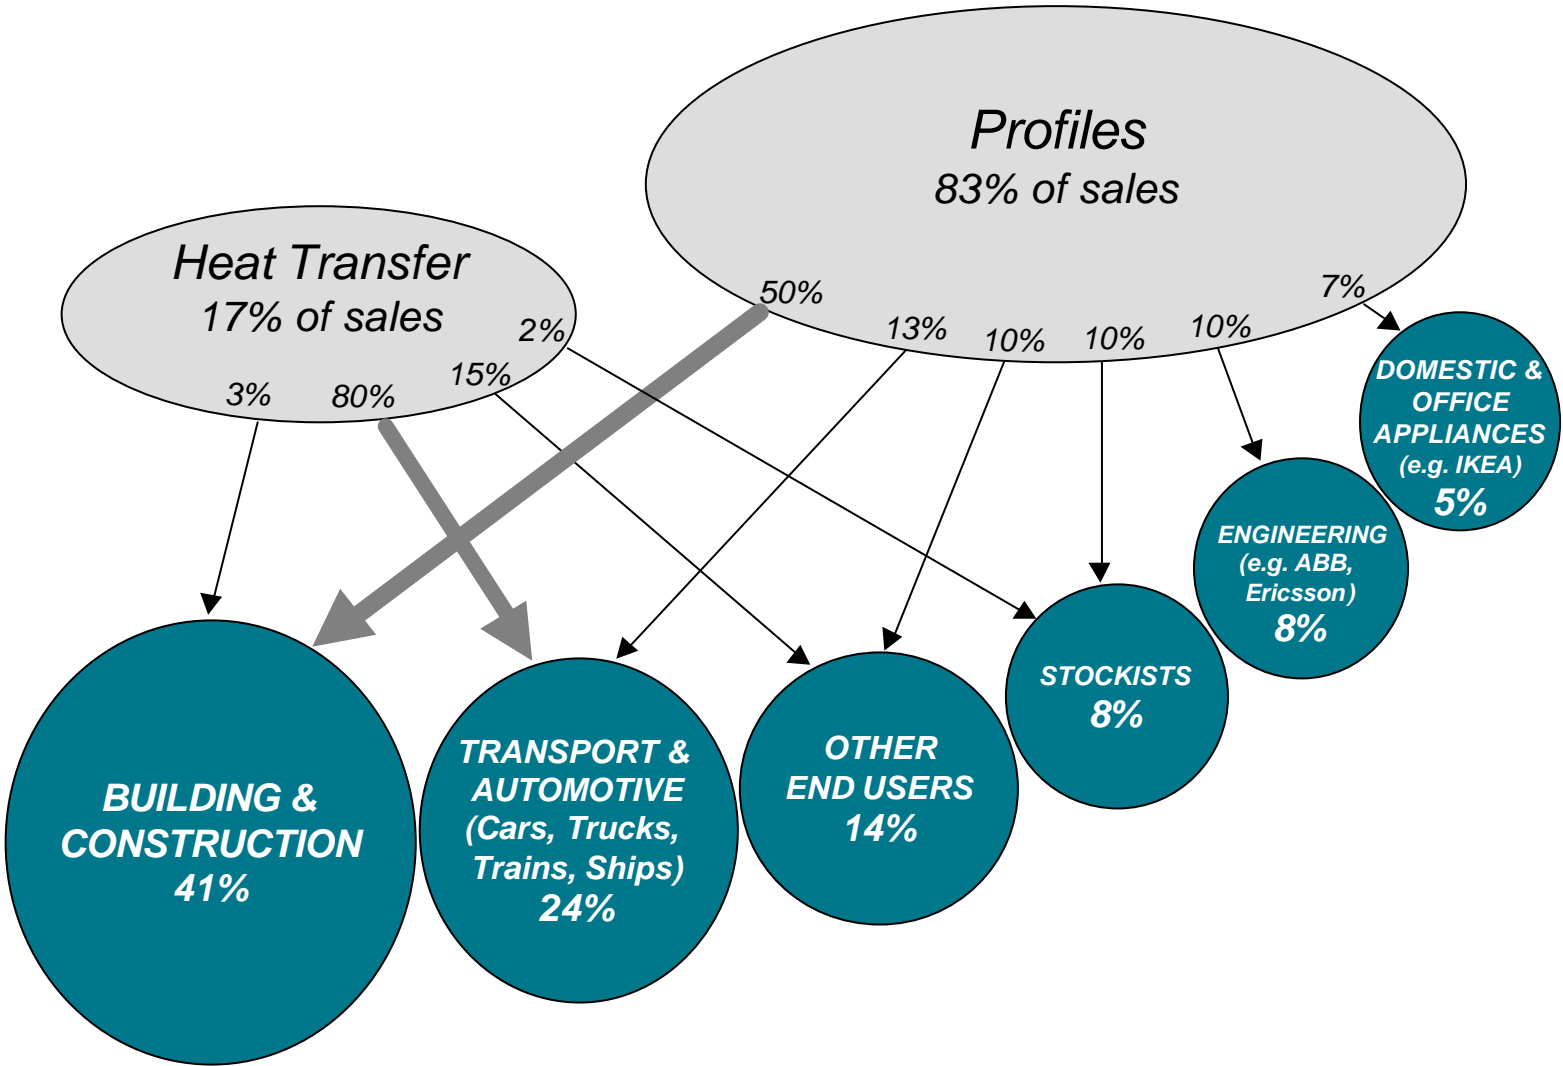 Profiles
83% of sales
Heat Transfer
17% of sales
3%
80%
15%
2%
50%
13%
10%
10%
10%
7%
DOMESTIC &
OFFICE
APPLIANCES
(e.g. IKEA)
5%
ENGINEERING
(e.g. ABB,
Ericsson)
8%
STOCKISTS
8%
OTHER
END USERS
14%
TRANSPORT &
AUTOMOTIVE
(Cars, Trucks,
Trains, Ships)
24%
BUILDING &
CONSTRUCTION
41%